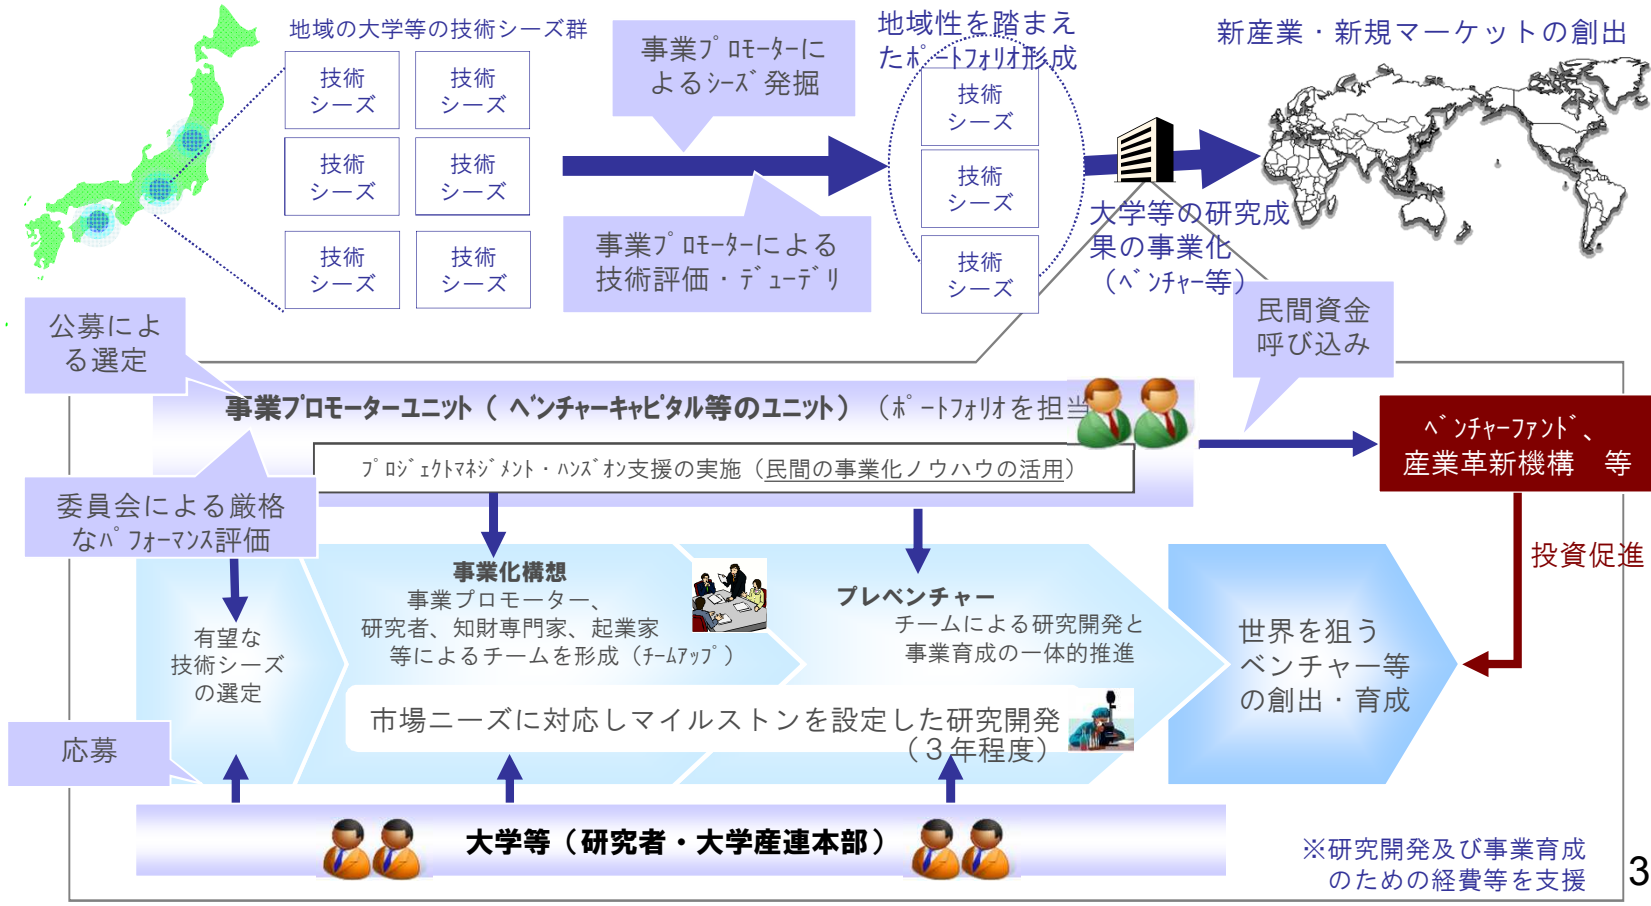 地域の大学等の技術シーズ群
技術
シーズ
技術
シーズ
技術
シーズ
技術
シーズ
技術
シーズ
技術
シーズ
事業ﾌﾟﾛﾓｰﾀｰに
よるｼｰｽﾞ発掘
事業ﾌﾟﾛﾓｰﾀｰによる
技術評価・ﾃﾞｭｰﾃﾞﾘ
地域性を踏まえ
たﾎﾟｰﾄﾌｫﾘｵ形成
技術
シーズ
技術
シーズ
技術
シーズ
新産業・新規マーケットの創出
大学等の研究成
果の事業化
（ﾍﾞﾝﾁｬｰ等）
公募によ
る選定
民間資金
呼び込み
事業プロモーターユニット（ ﾍﾞﾝﾁｬｰｷｬﾋﾟﾀﾙ等のユニット）（ﾎﾟｰﾄﾌｫﾘｵを担当
ﾌﾟﾛｼﾞｪｸﾄﾏﾈｼﾞﾒﾝﾄ・ﾊﾝｽﾞｵﾝ支援の実施（民間の事業化ノウハウの活用）
ﾍﾞﾝﾁｬｰﾌｧﾝﾄﾞ、
産業革新機構　等
委員会による厳格
なﾊﾟﾌｫｰﾏﾝｽ評価
投資促進
有望な
技術シーズ
の選定
事業化構想
事業プロモーター、
研究者、知財専門家、起業家
等によるチームを形成（ﾁｰﾑｱｯﾌﾟ）
プレベンチャー
チームによる研究開発と
事業育成の一体的推進
世界を狙う
ベンチャー等
の創出・育成
市場ニーズに対応しマイルストンを設定した研究開発
（３年程度）
応募
大学等（研究者・大学産連本部）
※研究開発及び事業育成
のための経費等を支援
3